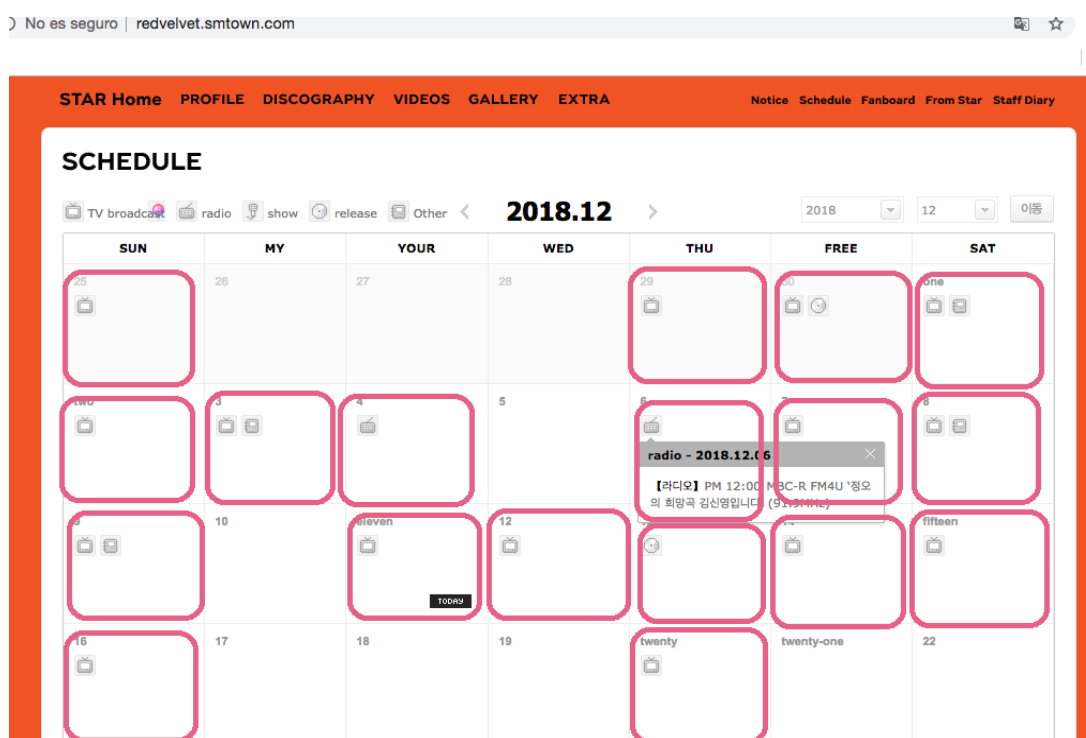 No es seguro | redvelvet.smtown.com
STAR Home PROFILE DISCOGRAPHY VIDEOS GALLERY EXTRA Notice Schedule Fanboard From Star Staff Diary
SCHEDULE
TV broadcast radio show release Other < 2018.12 > 2018 12 이동
SUN MY YOUR WED THU FREE SAT
25 26 27 28 29 30 one
two 3 4 5 6 7 8
radio - 2018.12.06
【라디오】 PM 12:00 MBC-R FM4U '정오
의 희망곡 김신영입니다' (91.9MHz)
9 10 eleven 12 14 fifteen
TODAY
16 17 18 19 twenty twenty-one 22